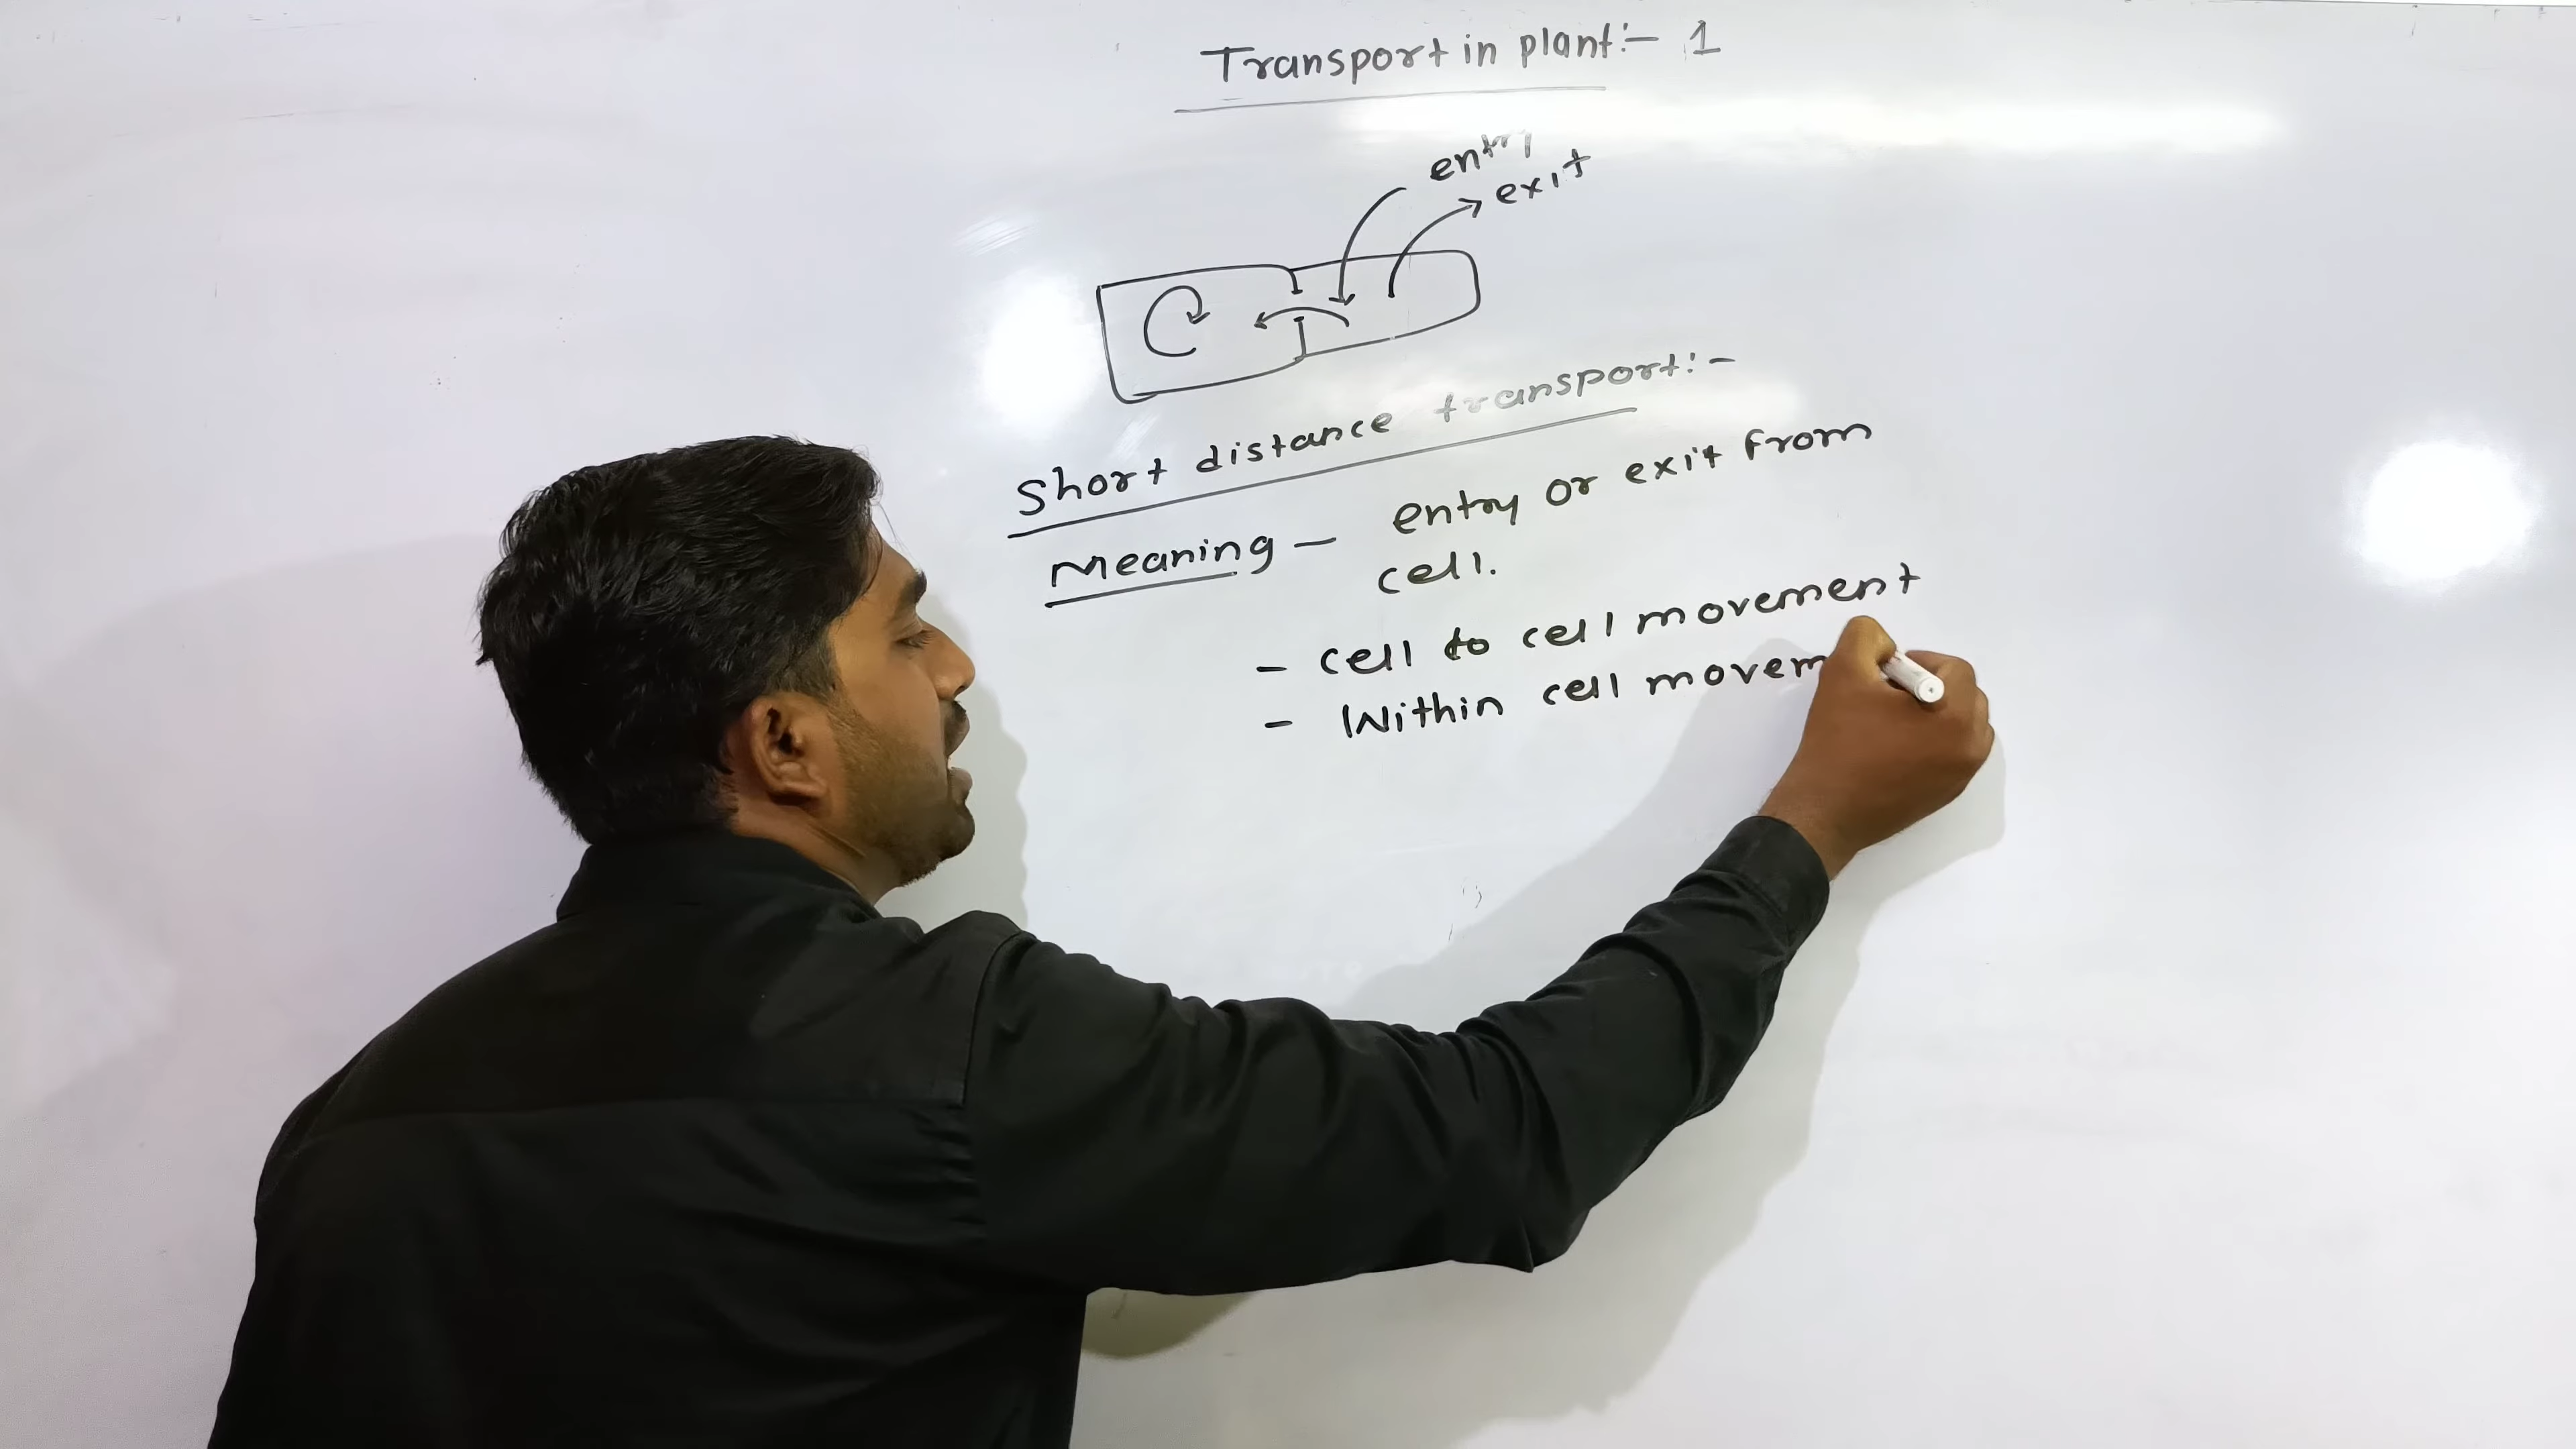 Transport in plant:- 1
entry
exit
Short distance transport:-
Meaning - entry or exit from
cell.
- cell to cell movement
- Within cell movem